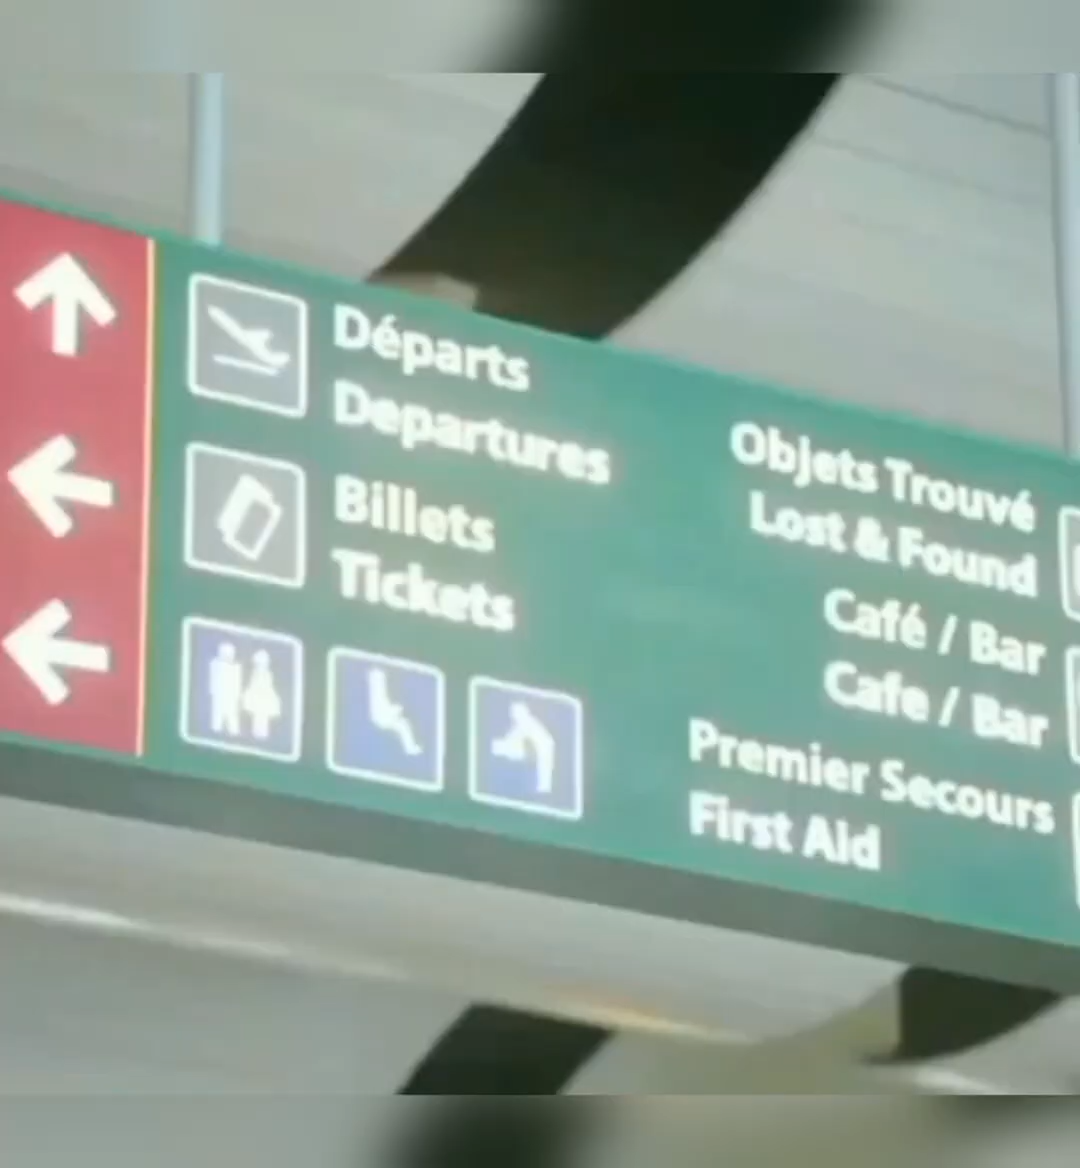 Départs
Departures
Billets
Tickets
Objets Trouvé
Lost & Found
Café / Bar
Cafe / Bar
Premier Secours
First Aid